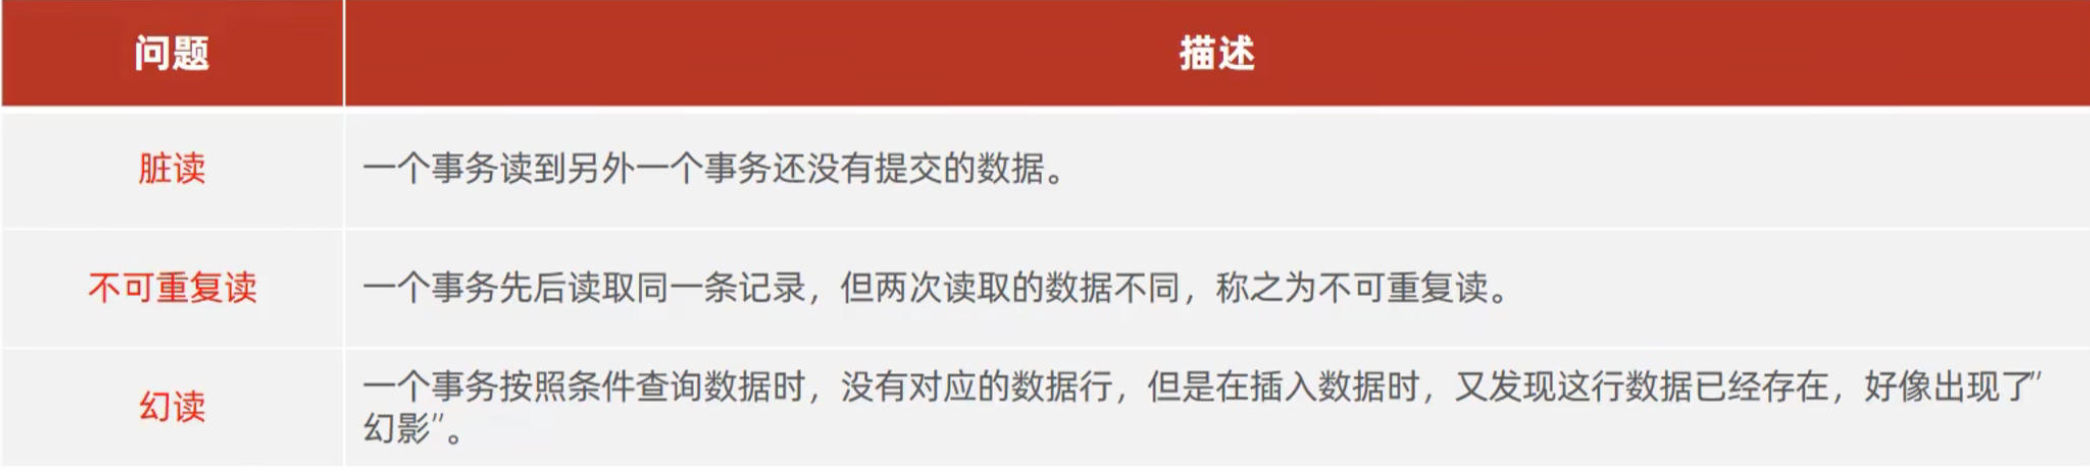 问题 描述
脏读 一个事务读到另外一个事务还没有提交的数据。
不可重复读 一个事务先后读取同一条记录，但两次读取的数据不同，称之为不可重复读。
幻读 一个事务按照条件查询数据时，没有对应的数据行，但是在插入数据时，又发现这行数据已经存在，好像出现了"
幻影"。